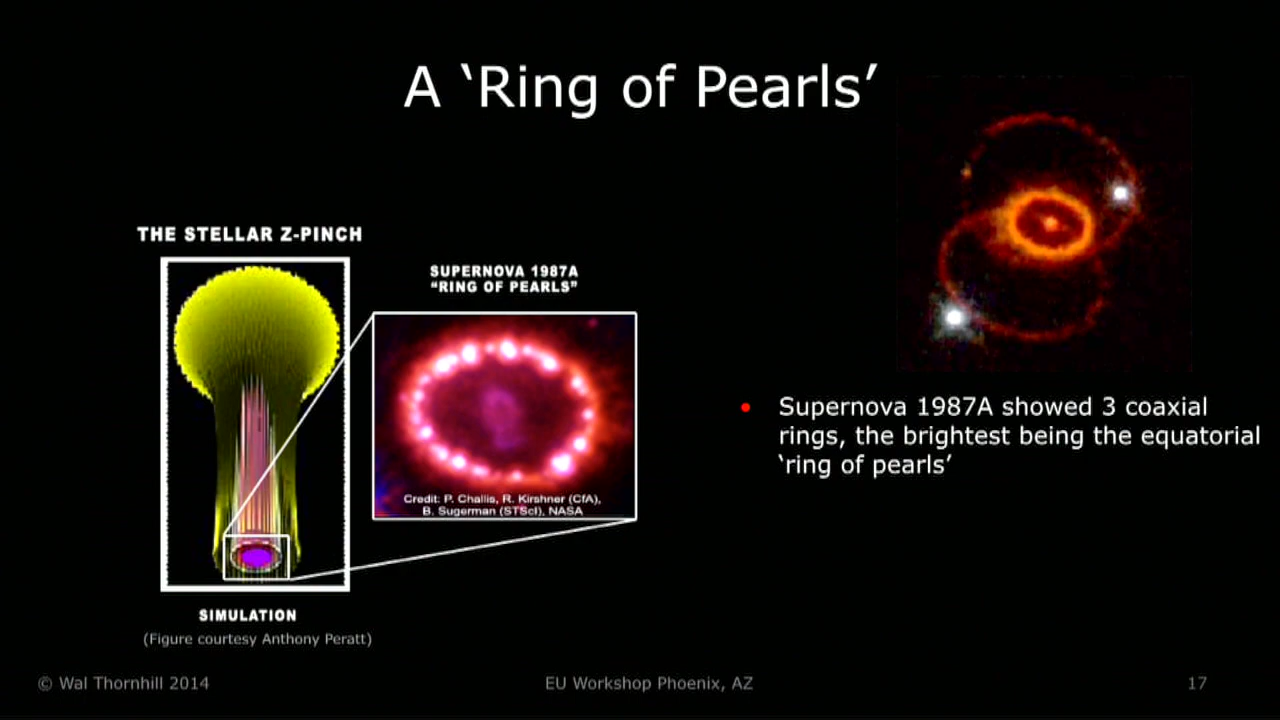 A ‘Ring of Pearls’
THE STELLAR Z-PINCH
SUPERNOVA 1987A
“RING OF PEARLS”
Credit: P. Challis, R. Kirshner (CfA),
B. Sugerman (STScI), NASA
SIMULATION
(Figure courtesy Anthony Peratt)
• Supernova 1987A showed 3 coaxial
rings, the brightest being the equatorial
‘ring of pearls’
© Wal Thornhill 2014
EU Workshop Phoenix, AZ
17